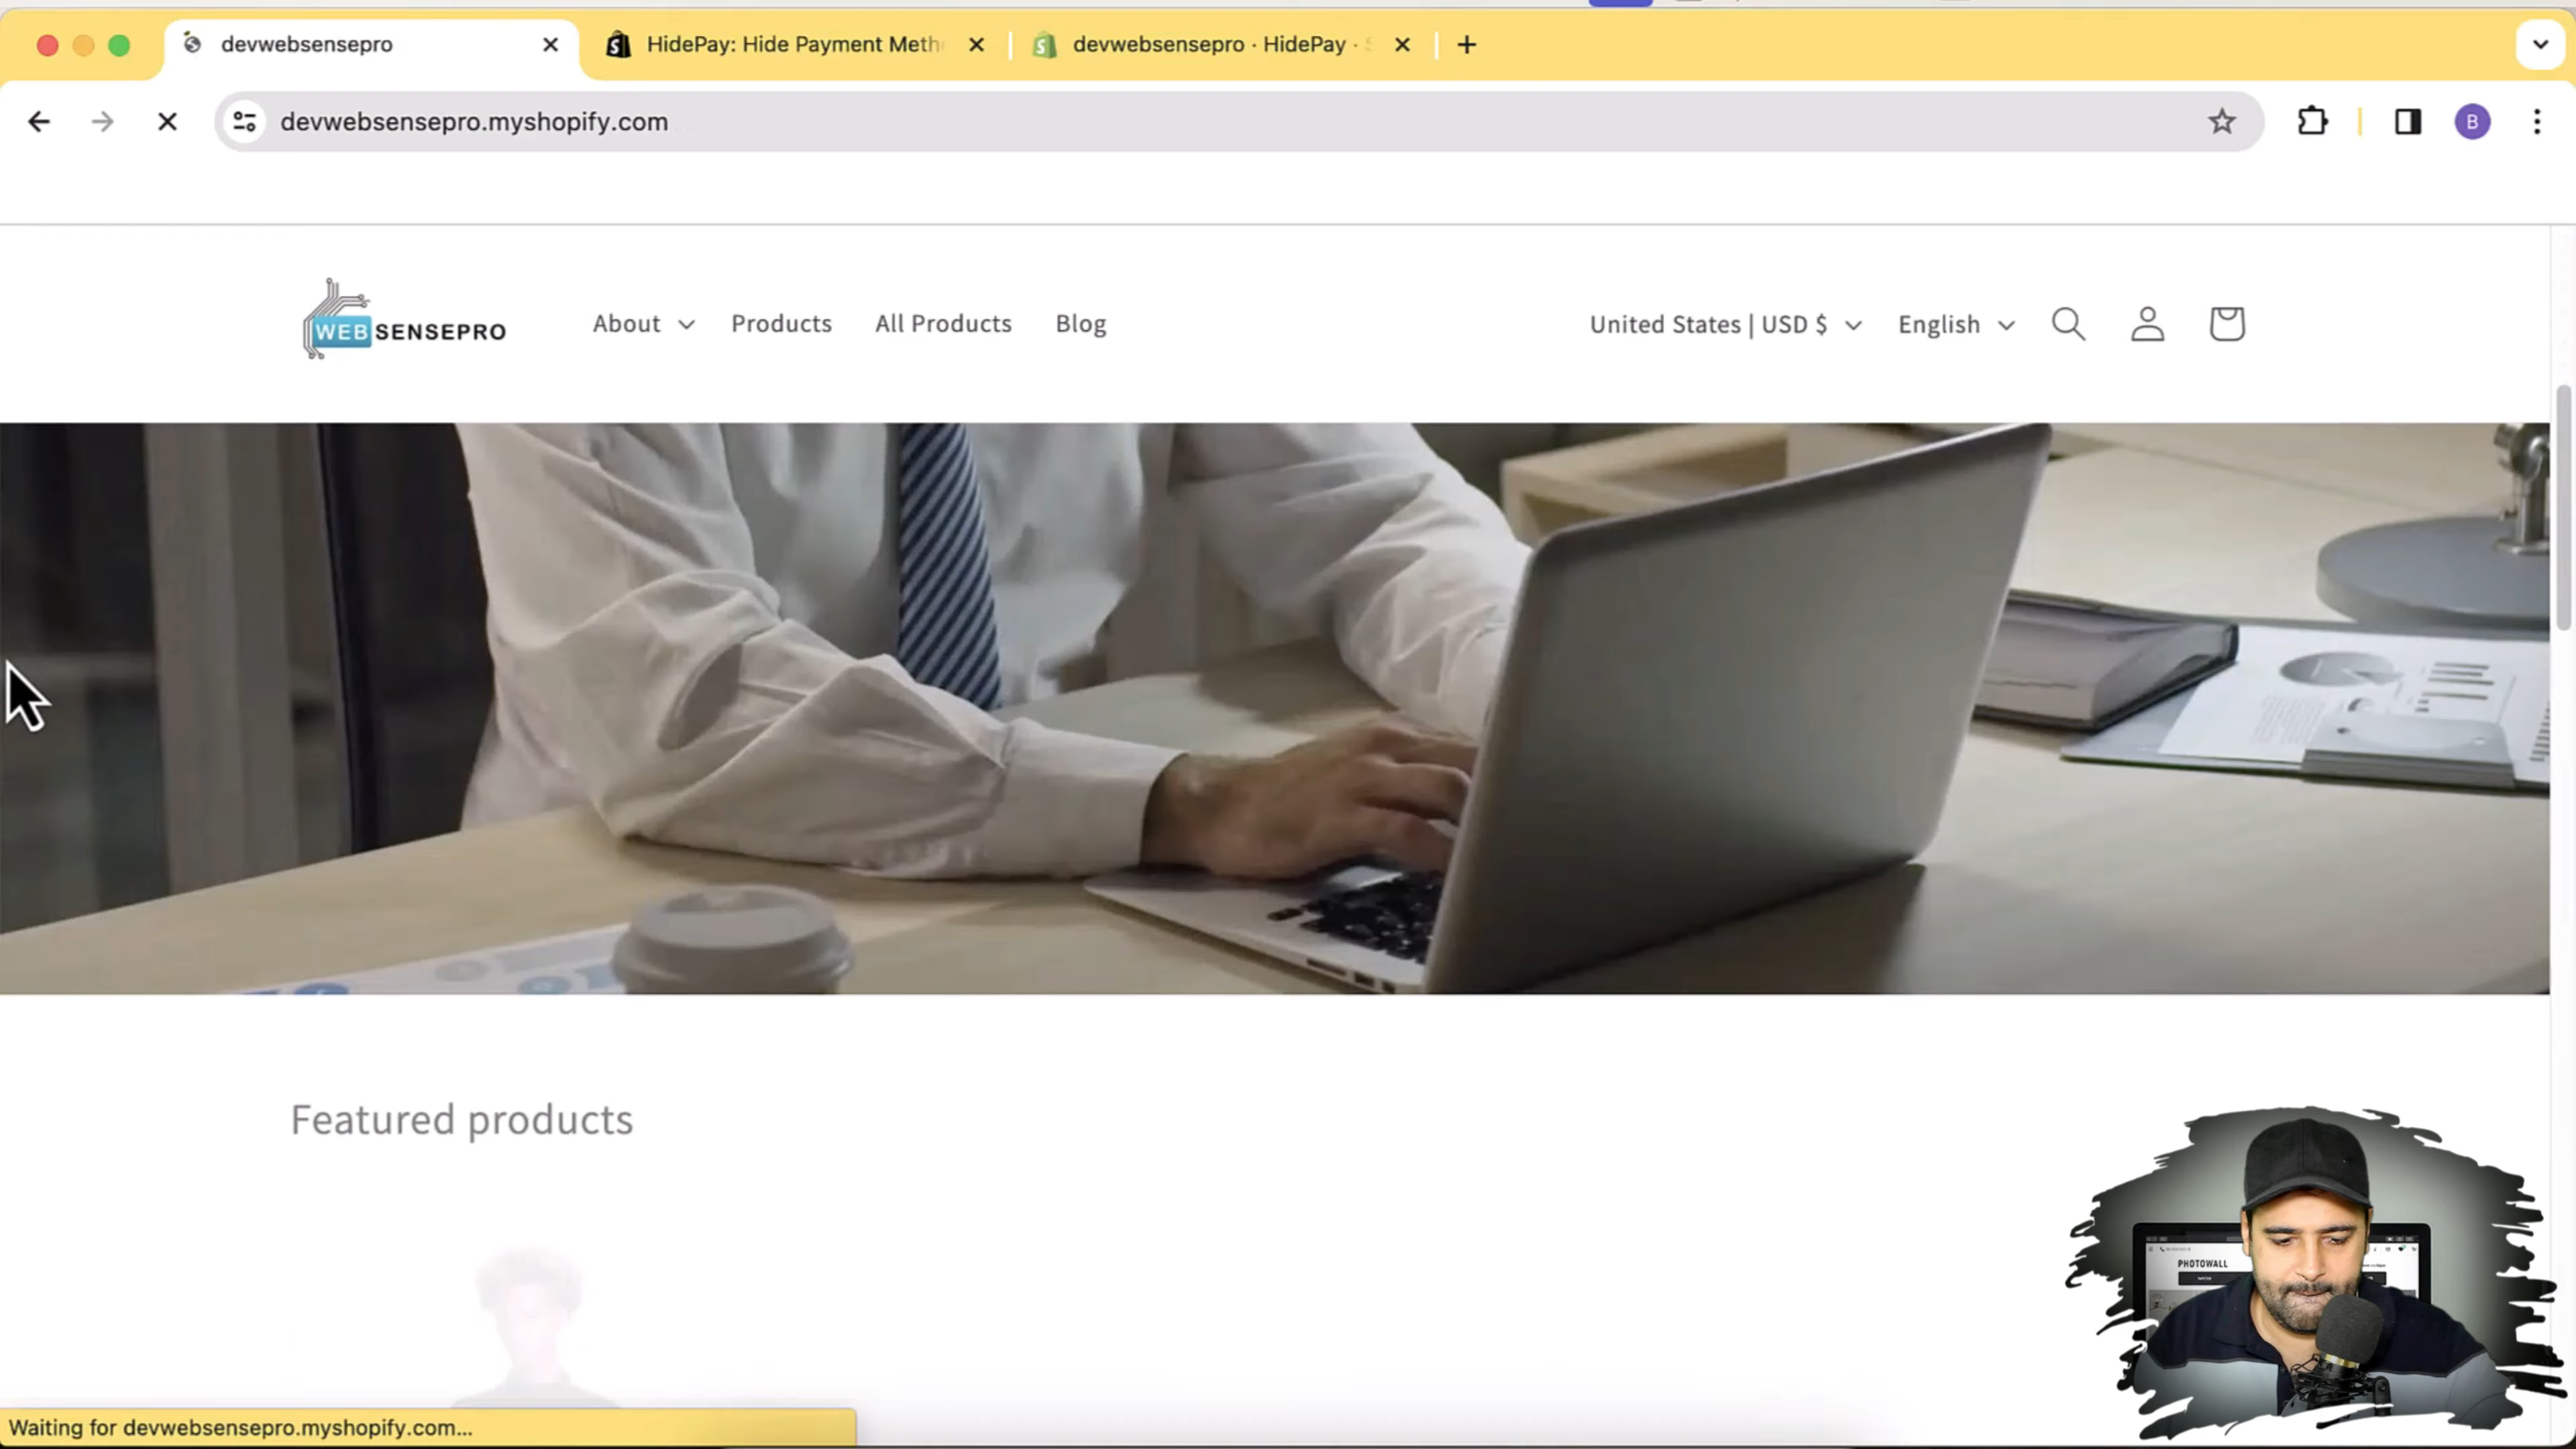 devwebsensepro
HidePay: Hide Payment Meth
devwebsensepro · HidePay ·
devwebsensepro.myshopify.com
B
WEBSENSEPRO
About
Products
All Products
Blog
United States | USD $
English
Featured products
PHOTOWALL
Waiting for devwebsensepro.myshopify.com...